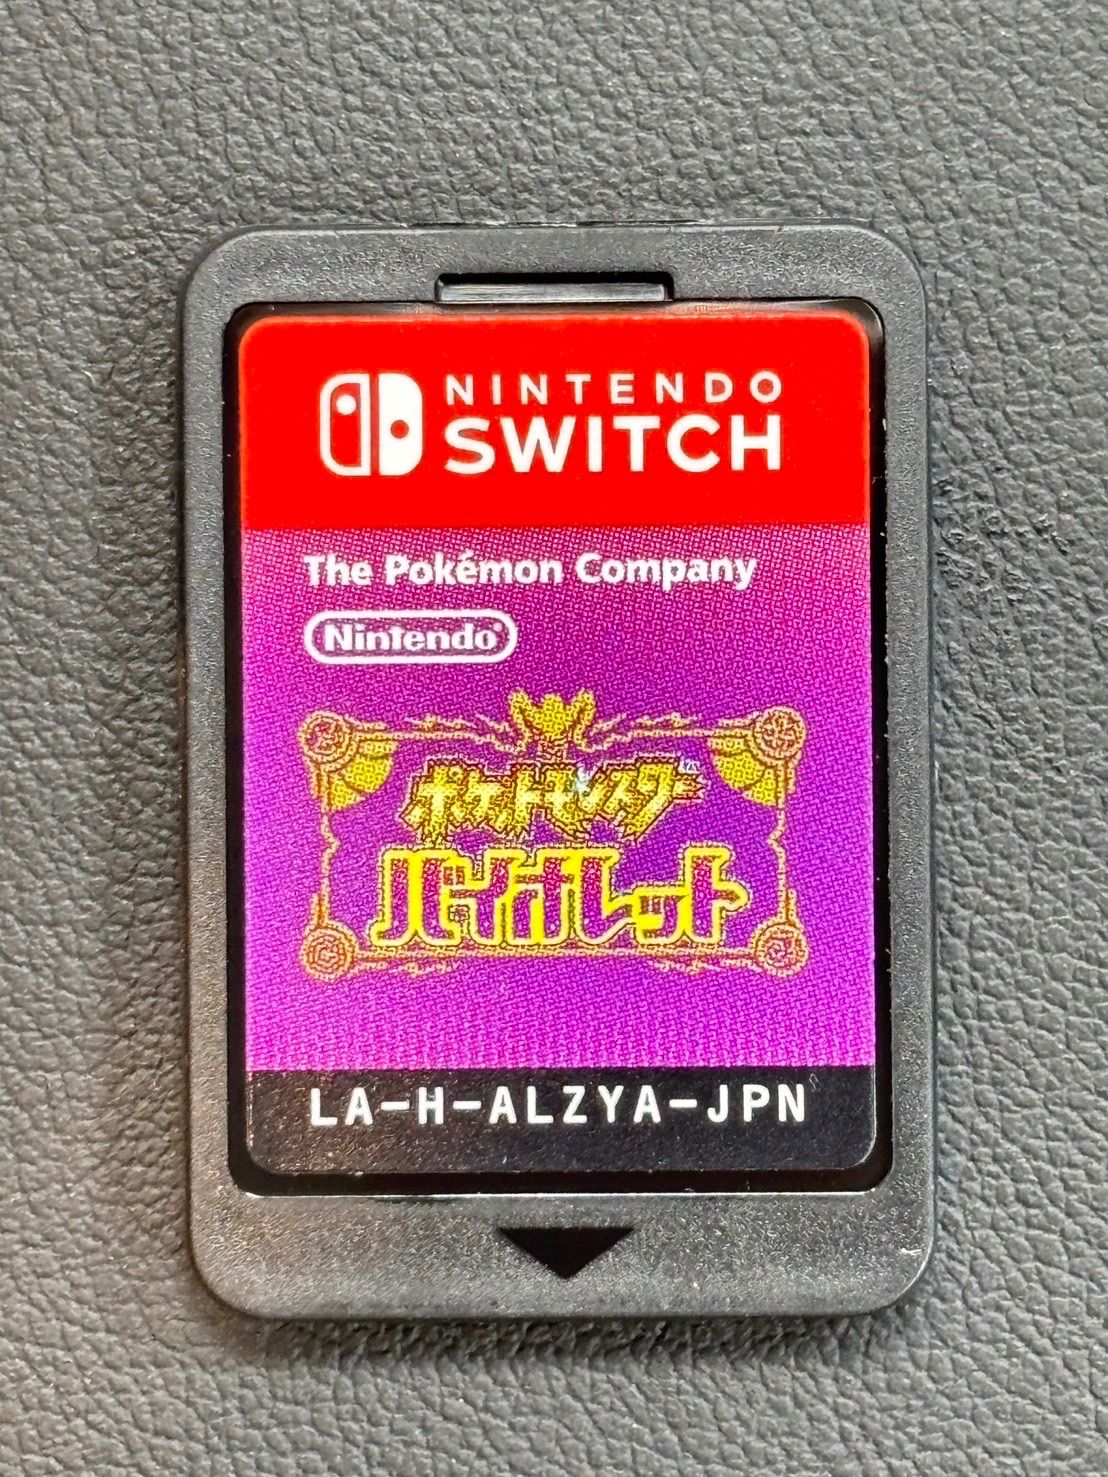 NINTENDO
SWITCH
The Pokémon Company
Nintendo®
ポケットモンスター
バイオレット
LA-H-ALZYA-JPN